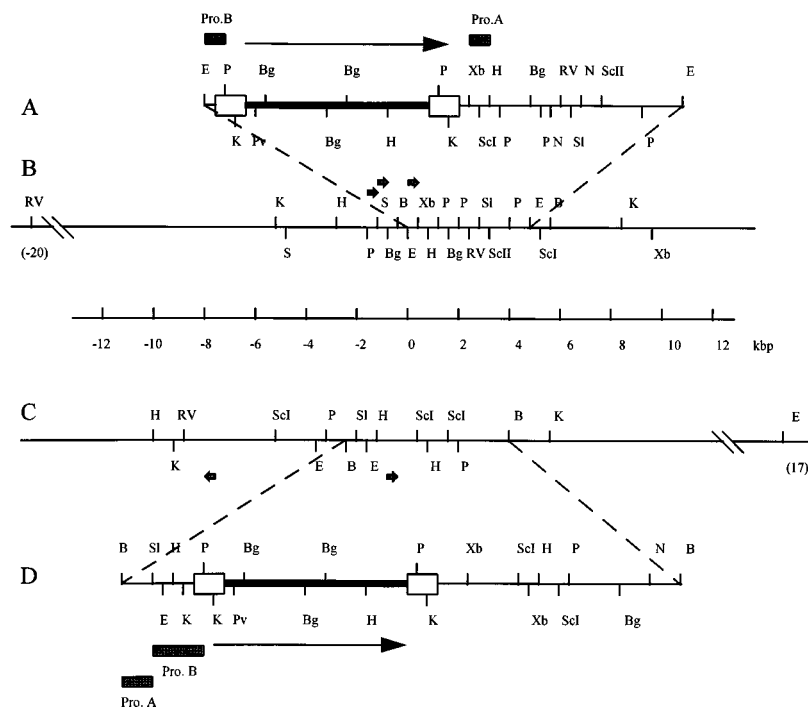 Pro.B Pro.A
E P Bg Bg P Xb H Bg RV N ScII E
A
K Pv Bg H K ScI P P N Sl P
B
RV K H S B Xb P P Sl P E B K
(-20) S P Bg E H Bg RV ScII ScI Xb
-12 -10 -8 -6 -4 -2 0 2 4 6 8 10 12 kbp
C
H RV ScI P Sl H ScI ScI B K E
K E B E H P (17)
B Sl H P Bg Bg P Xb ScI H P N B
D
E K K Pv Bg H K Xb ScI Bg
Pro. B
Pro. A